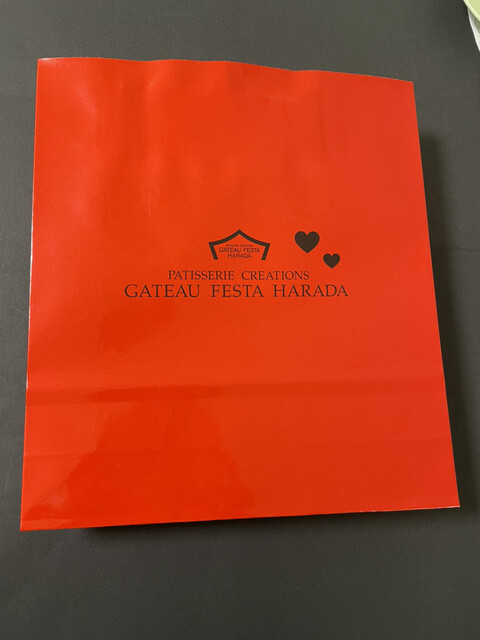 GATEAU FESTA
HARADA
PATISSERIE CREATIONS
GATEAU FESTA HARADA